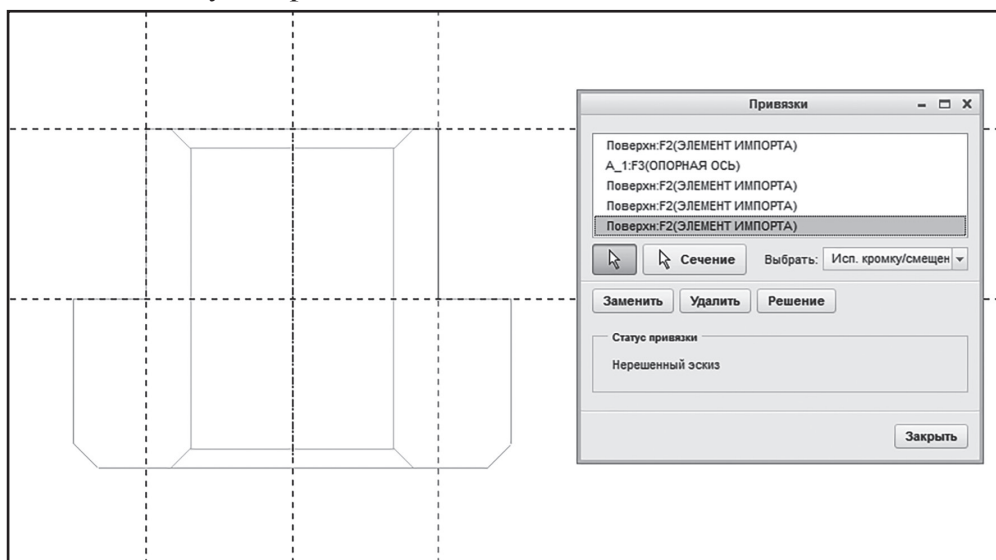 Привязки
Поверхн:F2(ЭЛЕМЕНТ ИМПОРТА)
A_1:F3(ОПОРНАЯ ОСЬ)
Поверхн:F2(ЭЛЕМЕНТ ИМПОРТА)
Поверхн:F2(ЭЛЕМЕНТ ИМПОРТА)
Поверхн:F2(ЭЛЕМЕНТ ИМПОРТА)
Сечение Выбрать: Исп. кромку/смещен
Заменить Удалить Решение
Статус привязки
Нерешенный эскиз
Закрыть